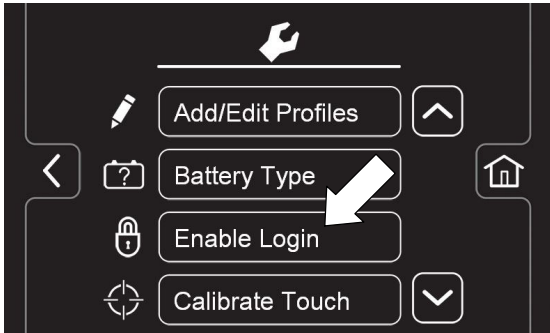 Add/Edit Profiles
Battery Type
Enable Login
Calibrate Touch